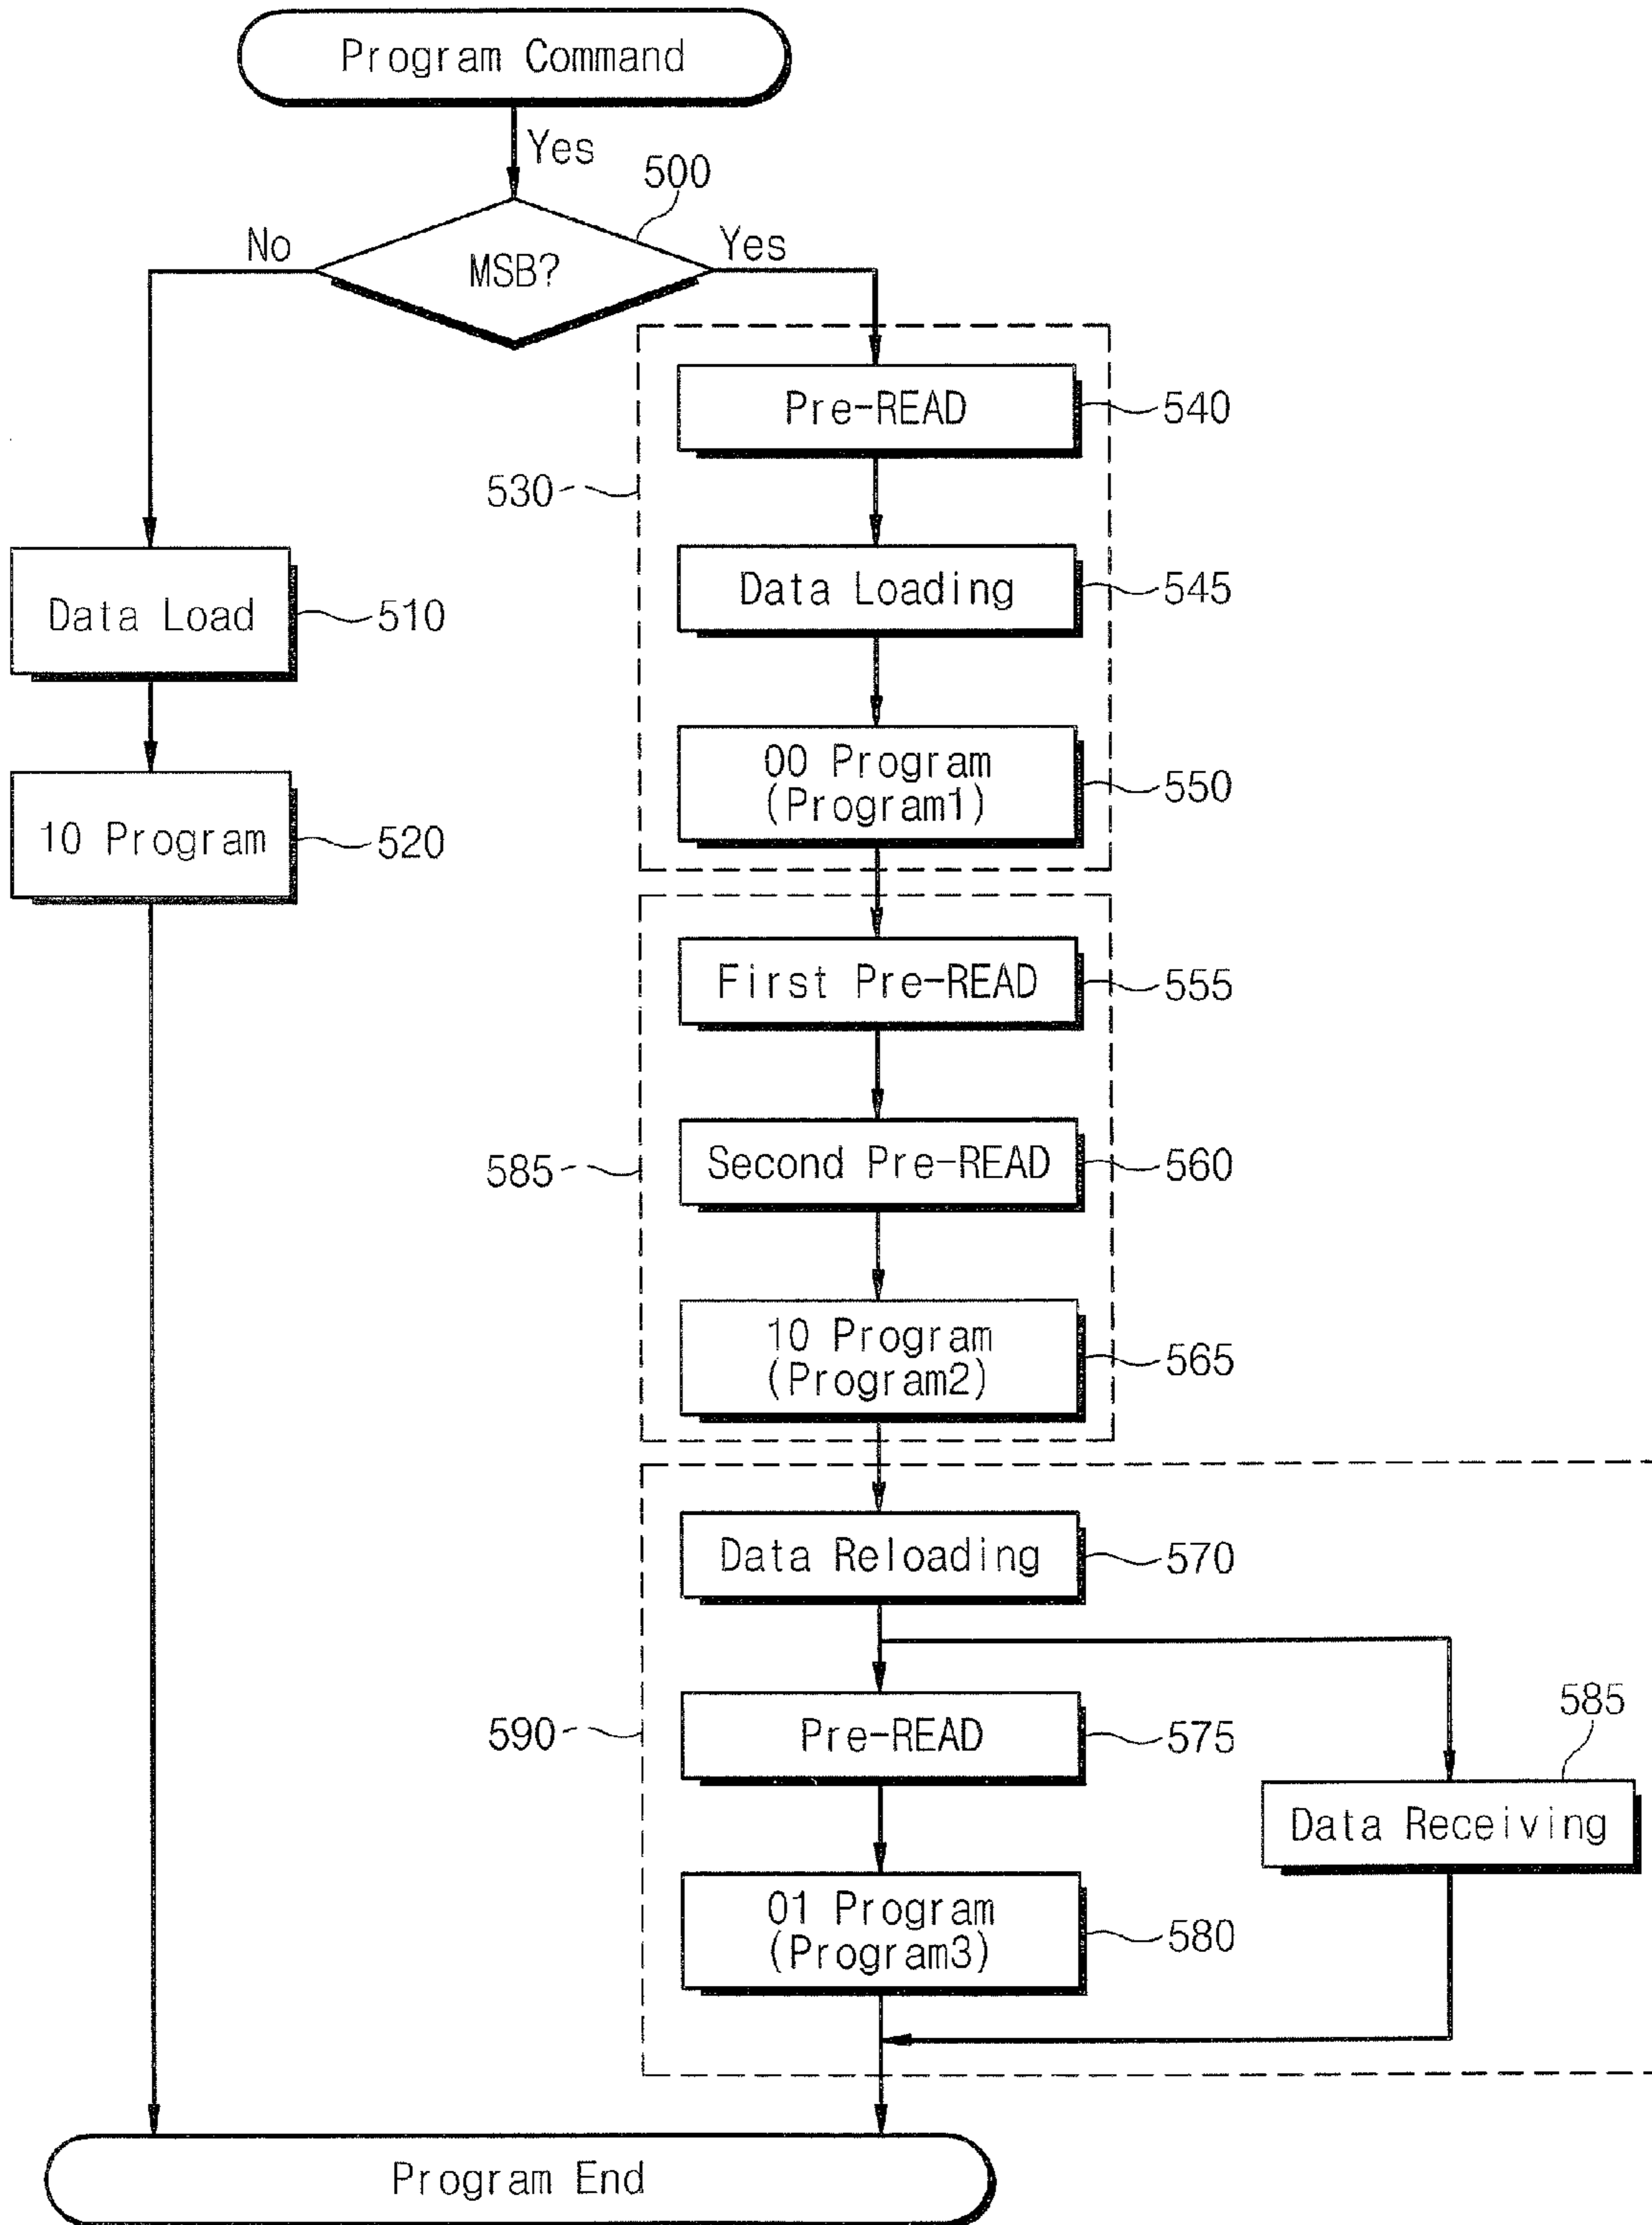 Program Command
Yes
500
No
MSB?
Yes
Pre-READ
540
530
Data Loading
545
Data Load
510
00 Program
(Program1)
550
10 Program
520
First Pre-READ
555
Second Pre-READ
560
585
10 Program
(Program2)
565
Data Reloading
570
590
Pre-READ
575
585
Data Receiving
01 Program
(Program3)
580
Program End